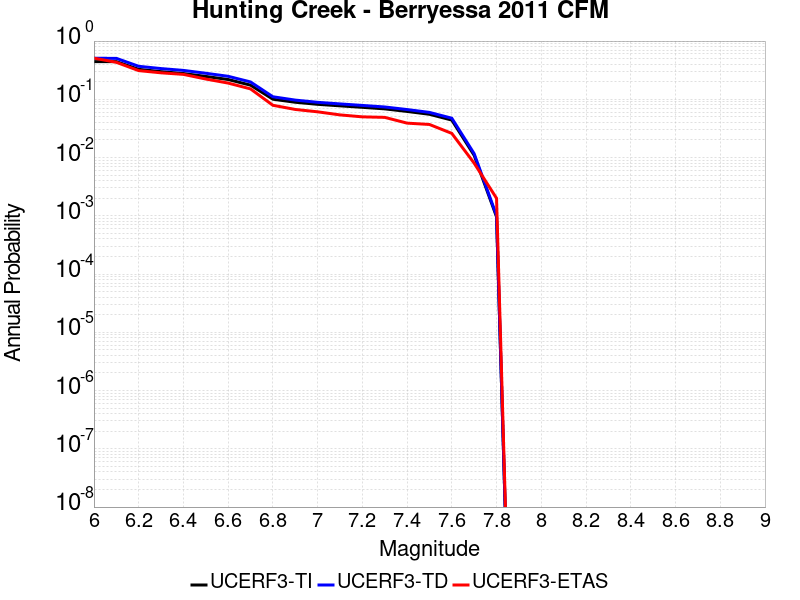 Hunting Creek - Berryessa 2011 CFM
10^0
10^-1
10^-2
10^-3
10^-4
10^-5
10^-6
10^-7
10^-8
Annual Probability
6 6.2 6.4 6.6 6.8 7 7.2 7.4 7.6 7.8 8 8.2 8.4 8.6 8.8 9
Magnitude
UCERF3-TI UCERF3-TD UCERF3-ETAS